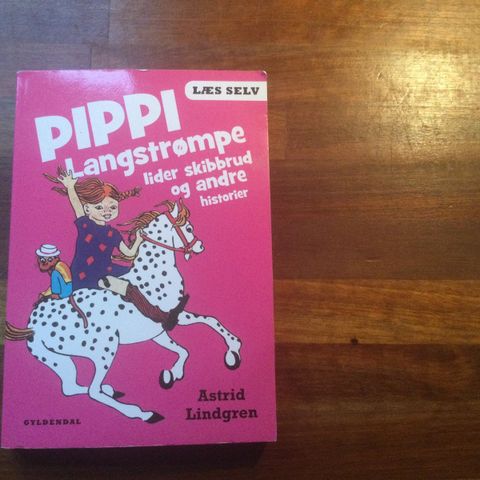 LÆS SELV
PIPPI
Langstrømpe
lider skibbrud
og andre
historier
Astrid
Lindgren
GYLDENDAL